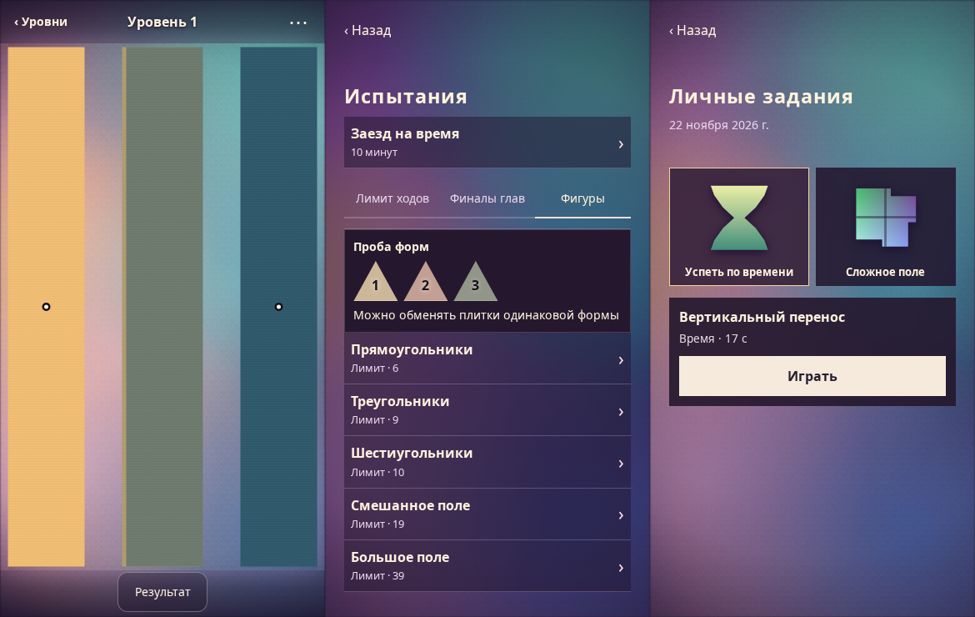 ‹ Уровни
Уровень 1
...
Результат
‹ Назад
Испытания
Заезд на время
10 минут
›
Лимит ходов
Финалы глав
Фигуры
Проба форм
1 2 3
Можно обменять плитки одинаковой формы
Прямоугольники
Лимит · 6
›
Треугольники
Лимит · 9
›
Шестиугольники
Лимит · 10
›
Смешанное поле
Лимит · 19
›
Большое поле
Лимит · 39
›
‹ Назад
Личные задания
22 ноября 2026 г.
Успеть по времени
Сложное поле
Вертикальный перенос
Время · 17 с
Играть